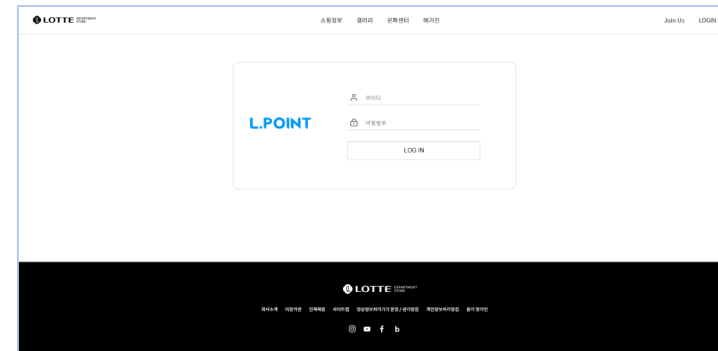 LOTTE DEPARTMENT STORE
쇼핑정보 갤러리 문화센터 매거진
Join Us LOGIN
아이디
L.POINT
비밀번호
LOG IN
LOTTE DEPARTMENT STORE
회사소개 이용약관 인재채용 사이트맵 영상정보처리기기 운영/관리방침 개인정보처리방침 윤리 핫라인